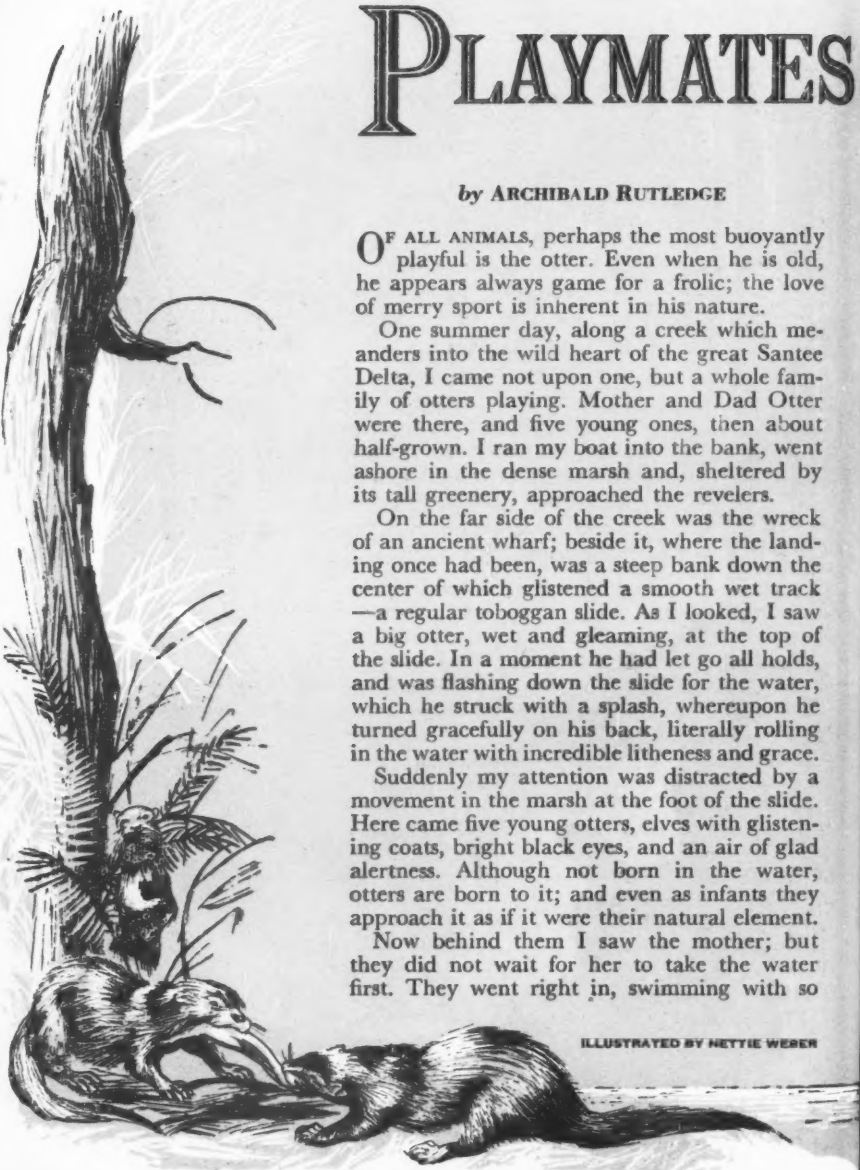 PLAYMATES
by ARCHIBALD RUTLEDGE
OF ALL ANIMALS, perhaps the most buoyantly
playful is the otter. Even when he is old,
he appears always game for a frolic; the love
of merry sport is inherent in his nature.
One summer day, along a creek which me-
anders into the wild heart of the great Santee
Delta, I came not upon one, but a whole fam-
ily of otters playing. Mother and Dad Otter
were there, and five young ones, then about
half-grown. I ran my boat into the bank, went
ashore in the dense marsh and, sheltered by
its tall greenery, approached the revelers.
On the far side of the creek was the wreck
of an ancient wharf; beside it, where the land-
ing once had been, was a steep bank down the
center of which glistened a smooth wet track
—a regular toboggan slide. As I looked, I saw
a big otter, wet and gleaming, at the top of
the slide. In a moment he had let go all holds,
and was flashing down the slide for the water,
which he struck with a splash, whereupon he
turned gracefully on his back, literally rolling
in the water with incredible litheness and grace.
Suddenly my attention was distracted by a
movement in the marsh at the foot of the slide.
Here came five young otters, elves with glisten-
ing coats, bright black eyes, and an air of glad
alertness. Although not born in the water,
otters are born to it; and even as infants they
approach it as if it were their natural element.
Now behind them I saw the mother; but
they did not wait for her to take the water
first. They went right in, swimming with so
ILLUSTRATED BY NETTIE WEBER